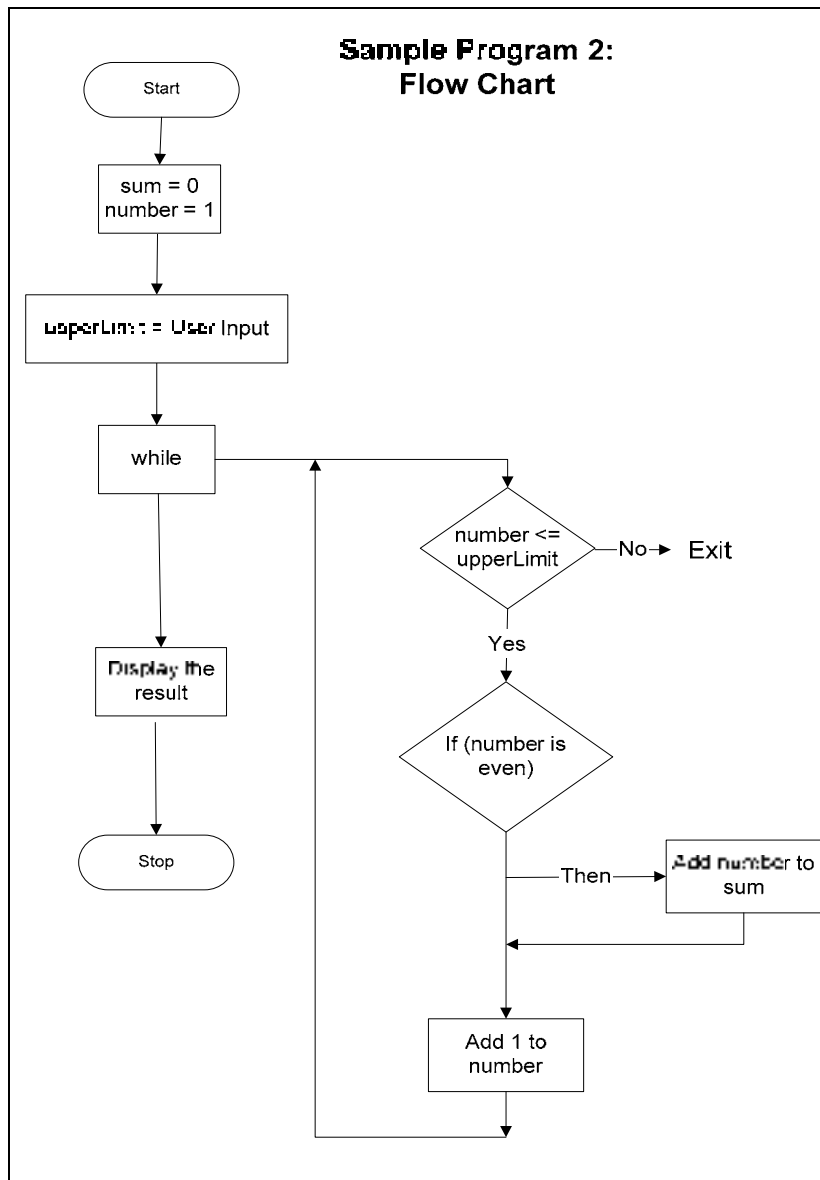 Sample Program 2:
Flow Chart
Start
sum = 0
number = 1
upperLimit = User Input
while
number <=
upperLimit
No
Exit
Yes
Display the
result
If (number is
even)
Stop
Then
Add number to
sum
Add 1 to
number